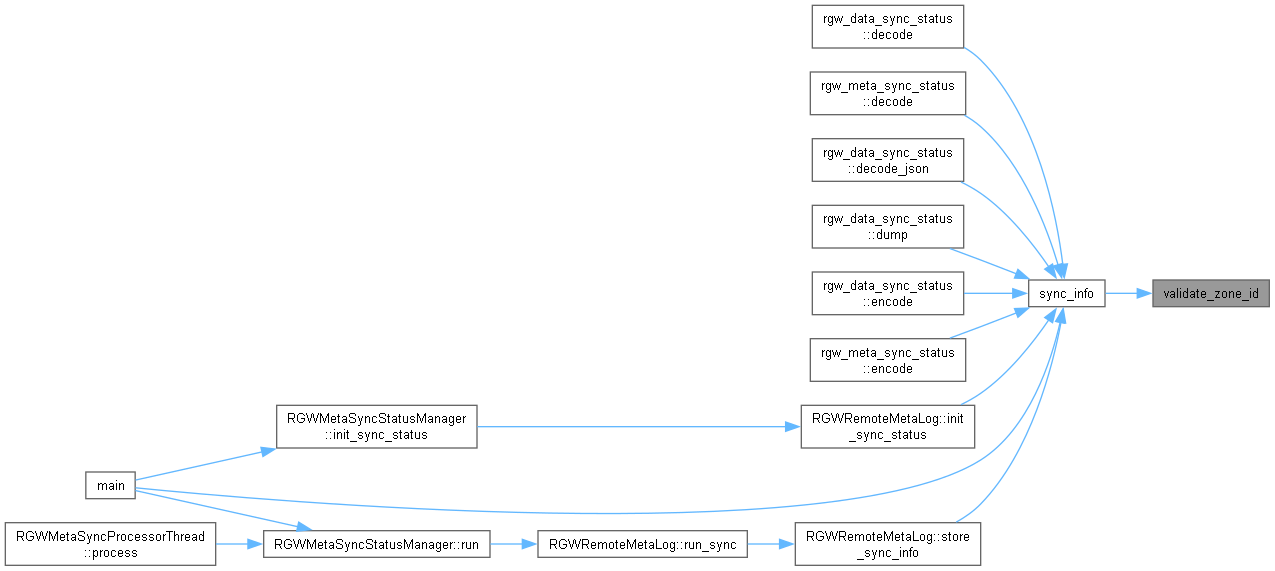 rgw_data_sync_status
::decode
rgw_meta_sync_status
::decode
rgw_data_sync_status
::decode_json
rgw_data_sync_status
::dump
rgw_data_sync_status
::encode
sync_info
validate_zone_id
rgw_meta_sync_status
::encode
RGWMetaSyncStatusManager
::init_sync_status
RGWRemoteMetaLog::init
_sync_status
main
RGWMetaSyncProcessorThread
::process
RGWMetaSyncStatusManager::run
RGWRemoteMetaLog::run_sync
RGWRemoteMetaLog::store
_sync_info